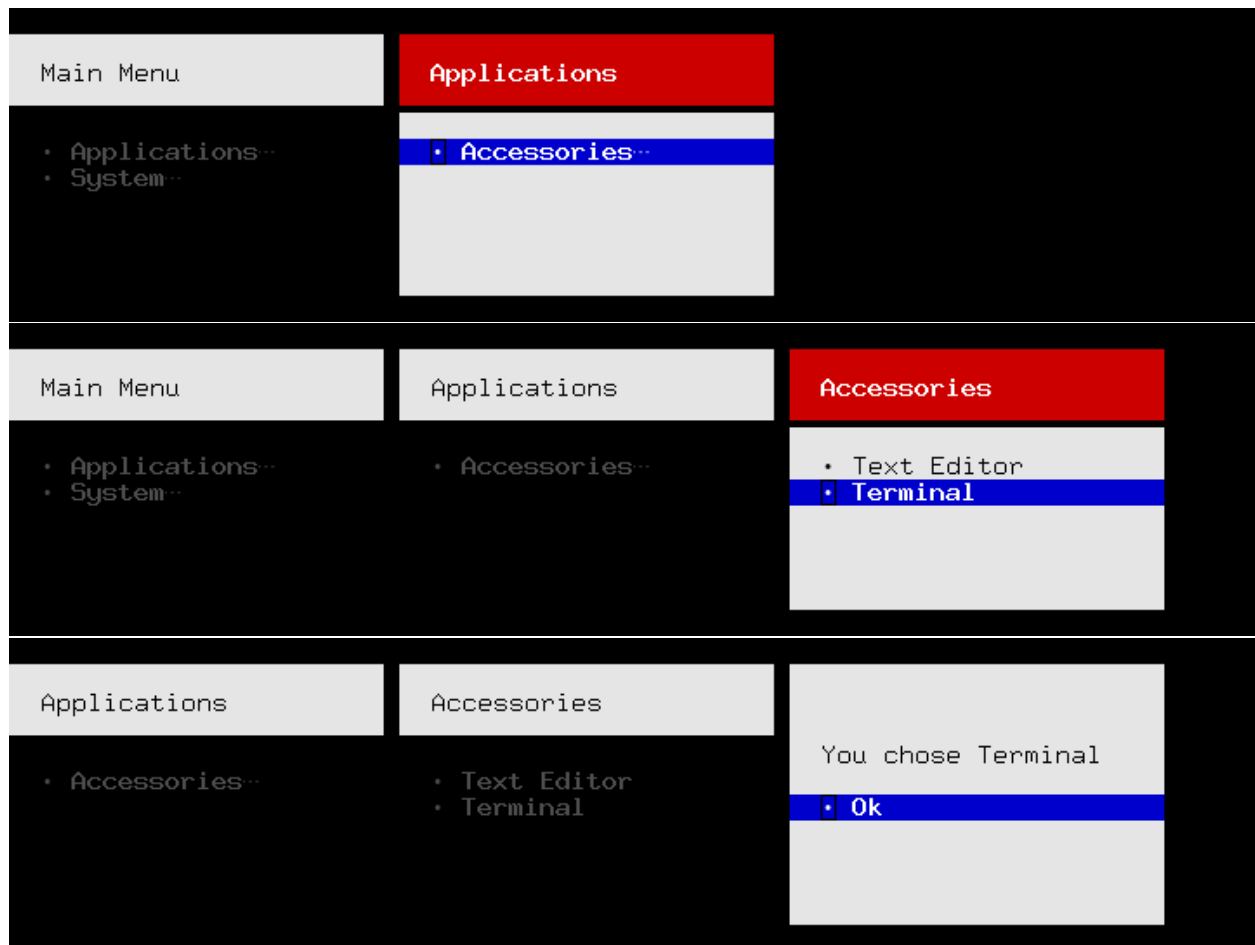 Main Menu
Applications
• Applications…
• System…
• Accessories…
Main Menu
Applications
Accessories
• Applications…
• System…
• Accessories…
• Text Editor
• Terminal
Applications
Accessories
• Accessories…
• Text Editor
• Terminal
You chose Terminal
• Ok